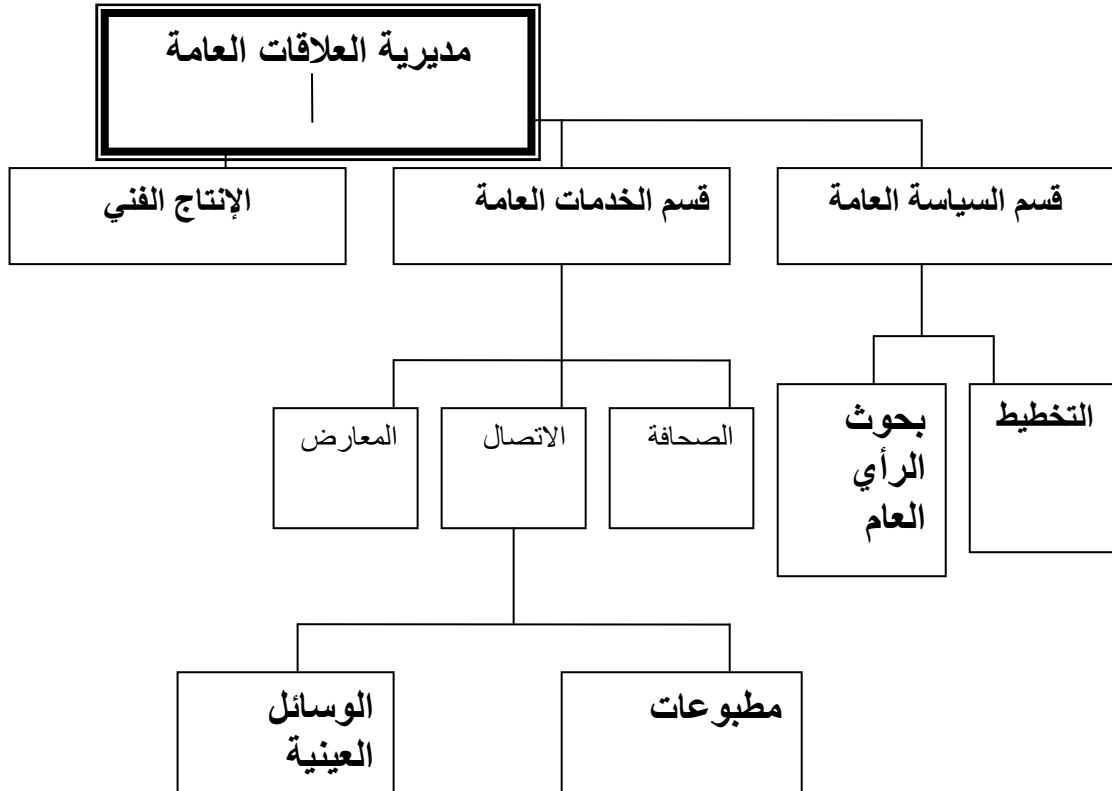 مديرية العلاقات العامة
قسم السياسة العامة
قسم الخدمات العامة
الإنتاج الفني
التخطيط
بحوث
الرأي
العام
الصحافة
الاتصال
المعارض
مطبوعات
الوسائل
العينية